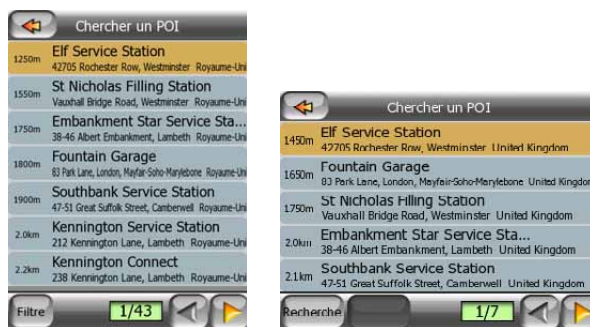 Chercher un POI
1250m Elf Service Station
42705 Rochester Row, Westminster Royaume-Uni
1550m St Nicholas Filling Station
Vauxhall Bridge Road, Westminster Royaume-Uni
1750m Embankment Star Service Sta...
38-46 Albert Embankment, Lambeth Royaume-Uni
1800m Fountain Garage
83 Park Lane, London, Mayfair-Soho-Marylebone Royaume-Uni
1900m Southbank Service Station
47-51 Great Suffolk Street, Camberwell Royaume-Uni
2.0km Kennington Service Station
212 Kennington Lane, Lambeth Royaume-Uni
2.2km Kennington Connect
238 Kennington Lane, Lambeth Royaume-Uni
Filtre 1/43
Chercher un POI
1450m Elf Service Station
42705 Rochester Row, Westminster United Kingdom
1650m Fountain Garage
83 Park Lane, London, Mayfair-Soho-Marylebone United Kingdom
1750m St Nicholas Filling Station
Vauxhall Bridge Road, Westminster United Kingdom
2.0km Embankment Star Service Sta...
38-46 Albert Embankment, Lambeth United Kingdom
2.1km Southbank Service Station
47-51 Great Suffolk Street, Camberwell United Kingdom
Recherche 1/7